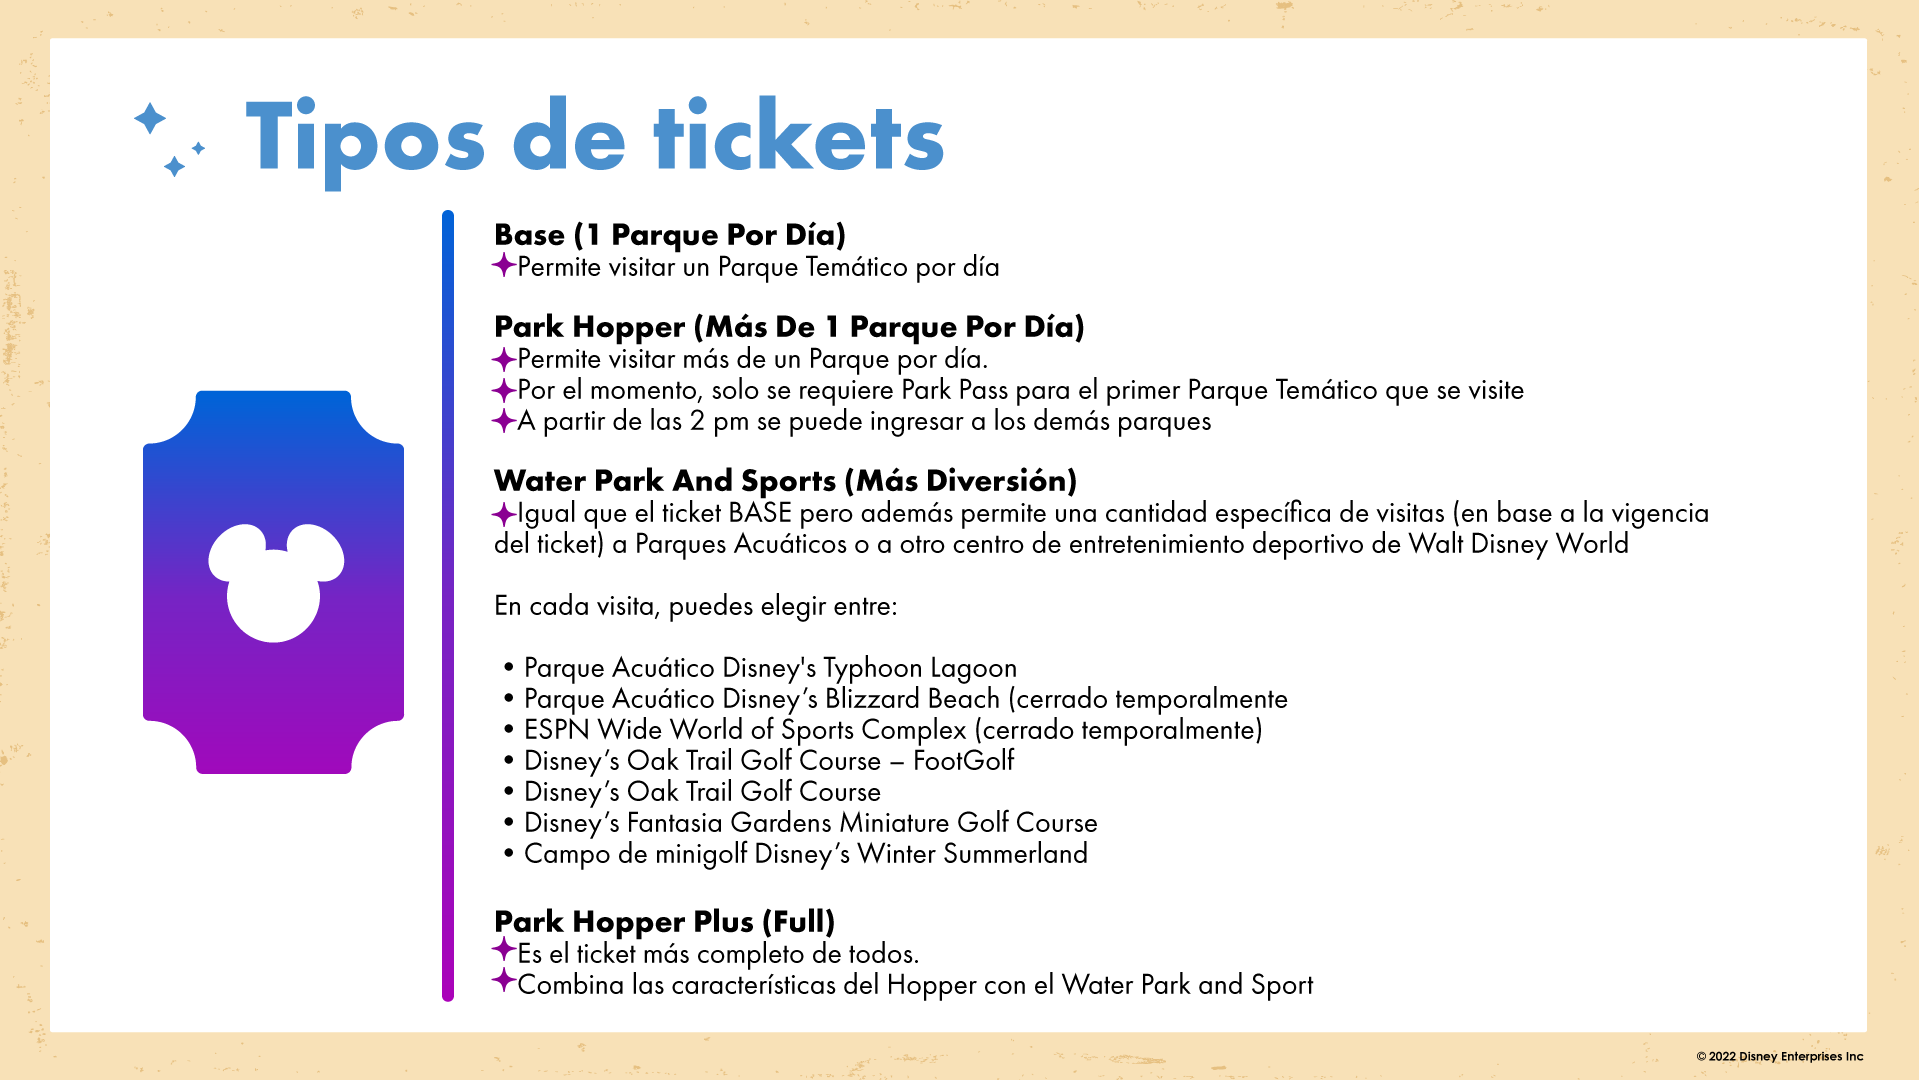 Tipos de tickets
Base (1 Parque Por Día)
Permite visitar un Parque Temático por día
Park Hopper (Más De 1 Parque Por Día)
Permite visitar más de un Parque por día.
Por el momento, solo se requiere Park Pass para el primer Parque Temático que se visite
A partir de las 2 pm se puede ingresar a los demás parques
Water Park And Sports (Más Diversión)
Igual que el ticket BASE pero además permite una cantidad específica de visitas (en base a la vigencia
del ticket) a Parques Acuáticos o a otro centro de entretenimiento deportivo de Walt Disney World
En cada visita, puedes elegir entre:
• Parque Acuático Disney's Typhoon Lagoon
• Parque Acuático Disney’s Blizzard Beach (cerrado temporalmente
• ESPN Wide World of Sports Complex (cerrado temporalmente)
• Disney’s Oak Trail Golf Course – FootGolf
• Disney’s Oak Trail Golf Course
• Disney’s Fantasia Gardens Miniature Golf Course
• Campo de minigolf Disney’s Winter Summerland
Park Hopper Plus (Full)
Es el ticket más completo de todos.
Combina las características del Hopper con el Water Park and Sport
© 2022 Disney Enterprises Inc